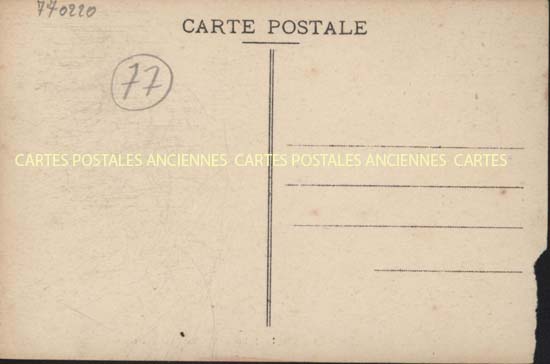 770220
CARTE POSTALE
77
CARTES POSTALES ANCIENNES CARTES POSTALES ANCIENNES CARTES